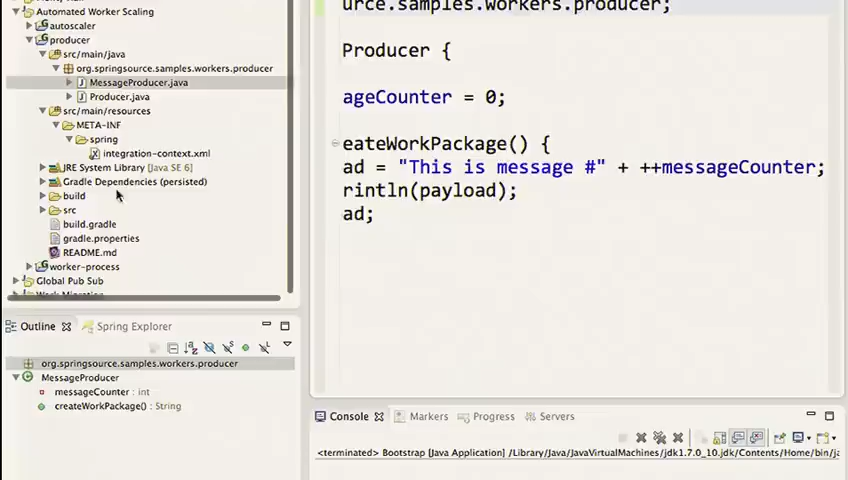 Automated Worker Scaling
autoscaler
producer
src/main/java
org.springsource.samples.workers.producer
MessageProducer.java
Producer.java
src/main/resources
META-INF
spring
integration-context.xml
JRE System Library [Java SE 6]
Gradle Dependencies (persisted)
build
src
build.gradle
gradle.properties
README.md
worker-process
Global Pub Sub
Outline
Spring Explorer
org.springsource.samples.workers.producer
MessageProducer
messageCounter : int
createWorkPackage() : String
urce.samples.workers.producer;
Producer {
ageCounter = 0;
eateWorkPackage() {
ad = "This is message #" + ++messageCounter;
rintln(payload);
ad;
Console
Markers
Progress
Servers
<terminated> Bootstrap [Java Application] /Library/Java/JavaVirtualMachines/jdk1.7.0_10.jdk/Contents/Home/bin/ja